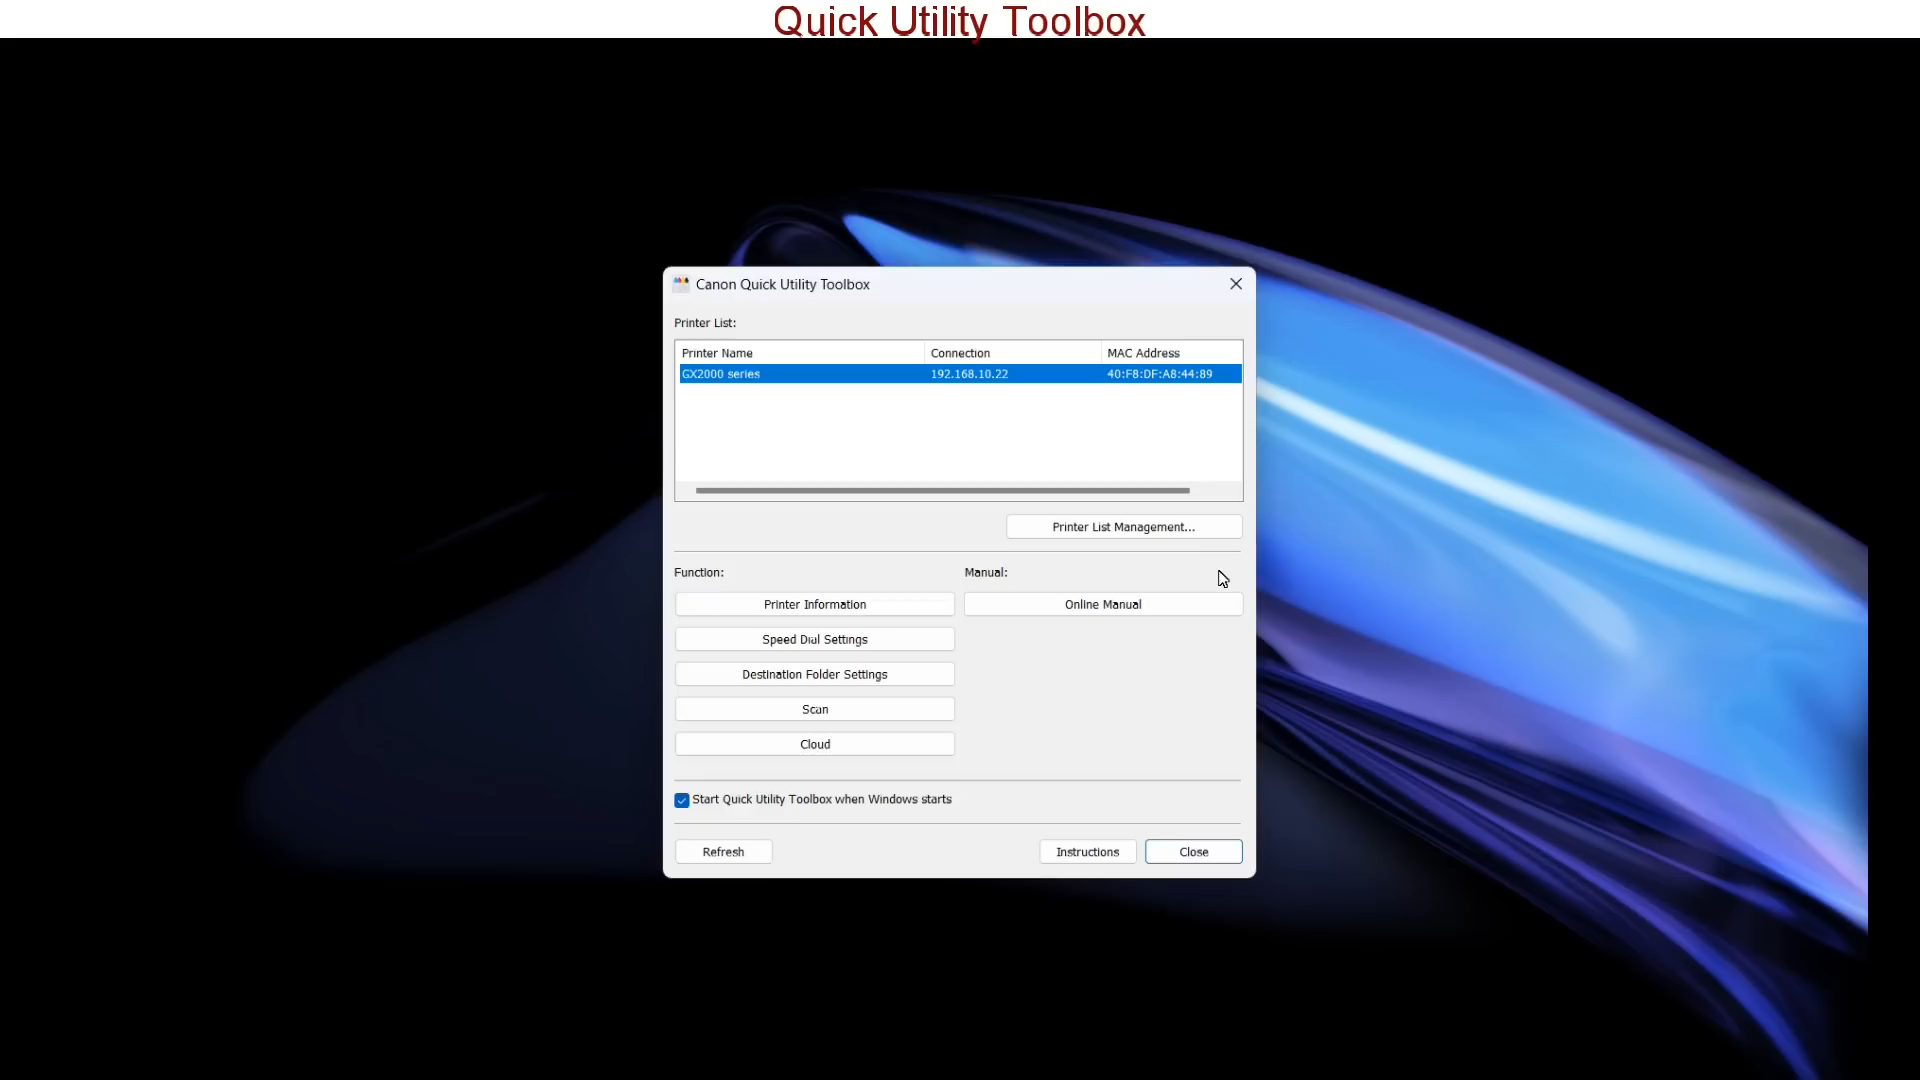 Quick Utility Toolbox
Canon Quick Utility Toolbox
Printer List:
Printer Name Connection MAC Address
GX2000 series 192.168.10.22 40:F8:DF:A8:44:89
Printer List Management...
Function: Manual:
Printer Information Online Manual
Speed Dial Settings
Destination Folder Settings
Scan
Cloud
Start Quick Utility Toolbox when Windows starts
Refresh Instructions Close